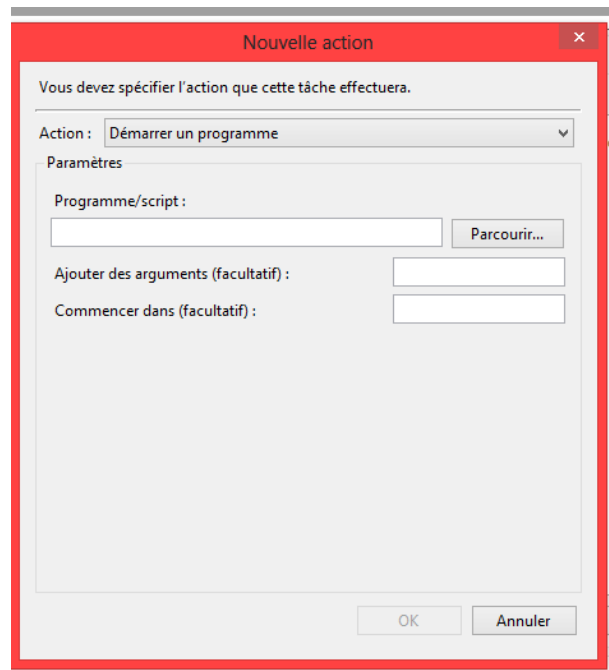 Nouvelle action
Vous devez spécifier l'action que cette tâche effectuera.
Action : Démarrer un programme
Paramètres
Programme/script :
Parcourir...
Ajouter des arguments (facultatif) :
Commencer dans (facultatif) :
OK Annuler